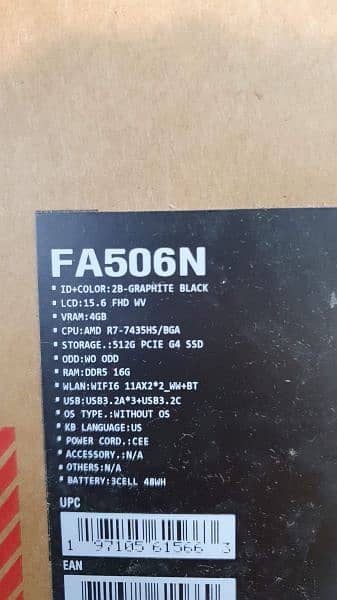 FA506N
▪ ID+COLOR:2B-GRAPHITE BLACK
▪ LCD:15.6 FHD WV
▪ VRAM:4GB
▪ CPU:AMD R7-7435HS/BGA
▪ STORAGE.:512G PCIE G4 SSD
▪ ODD:WO ODD
▪ RAM:DDR5 16G
▪ WLAN:WIFI6 11AX2*2_WW+BT
▪ USB:USB3.2A*3+USB3.2C
▪ OS TYPE.:WITHOUT OS
▪ KB LANGUAGE:US
▪ POWER CORD.:CEE
▪ ACCESSORY.:N/A
▪ OTHERS:N/A
▪ BATTERY:3CELL 48WH
UPC
1 97105 61566 3
EAN